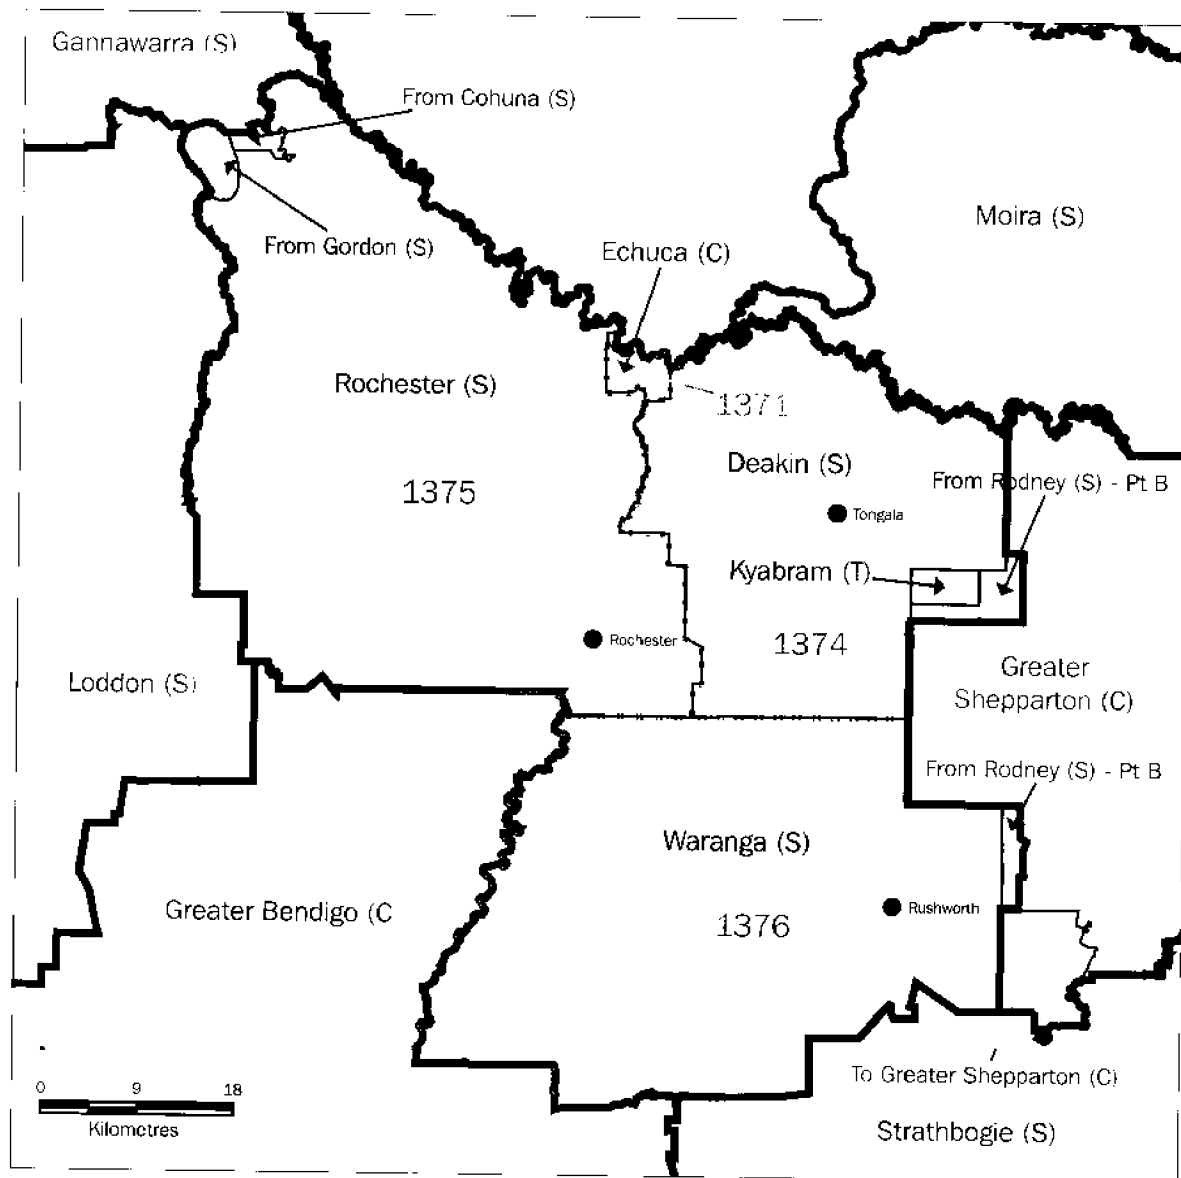 Gannawarra (S)
From Cohuna (S)
Moira (S)
From Gordon (S)
Echuca (C)
Rochester (S)
1371
Deakin (S)
From Rodney (S) - Pt B
1375
Tongala
Kyabram (T)
Rochester
1374
Greater
Shepparton (C)
Loddon (S)
From Rodney (S) - Pt B
Waranga (S)
Greater Bendigo (C
Rushworth
1376
To Greater Shepparton (C)
0 9 18
Kilometres
Strathbogie (S)